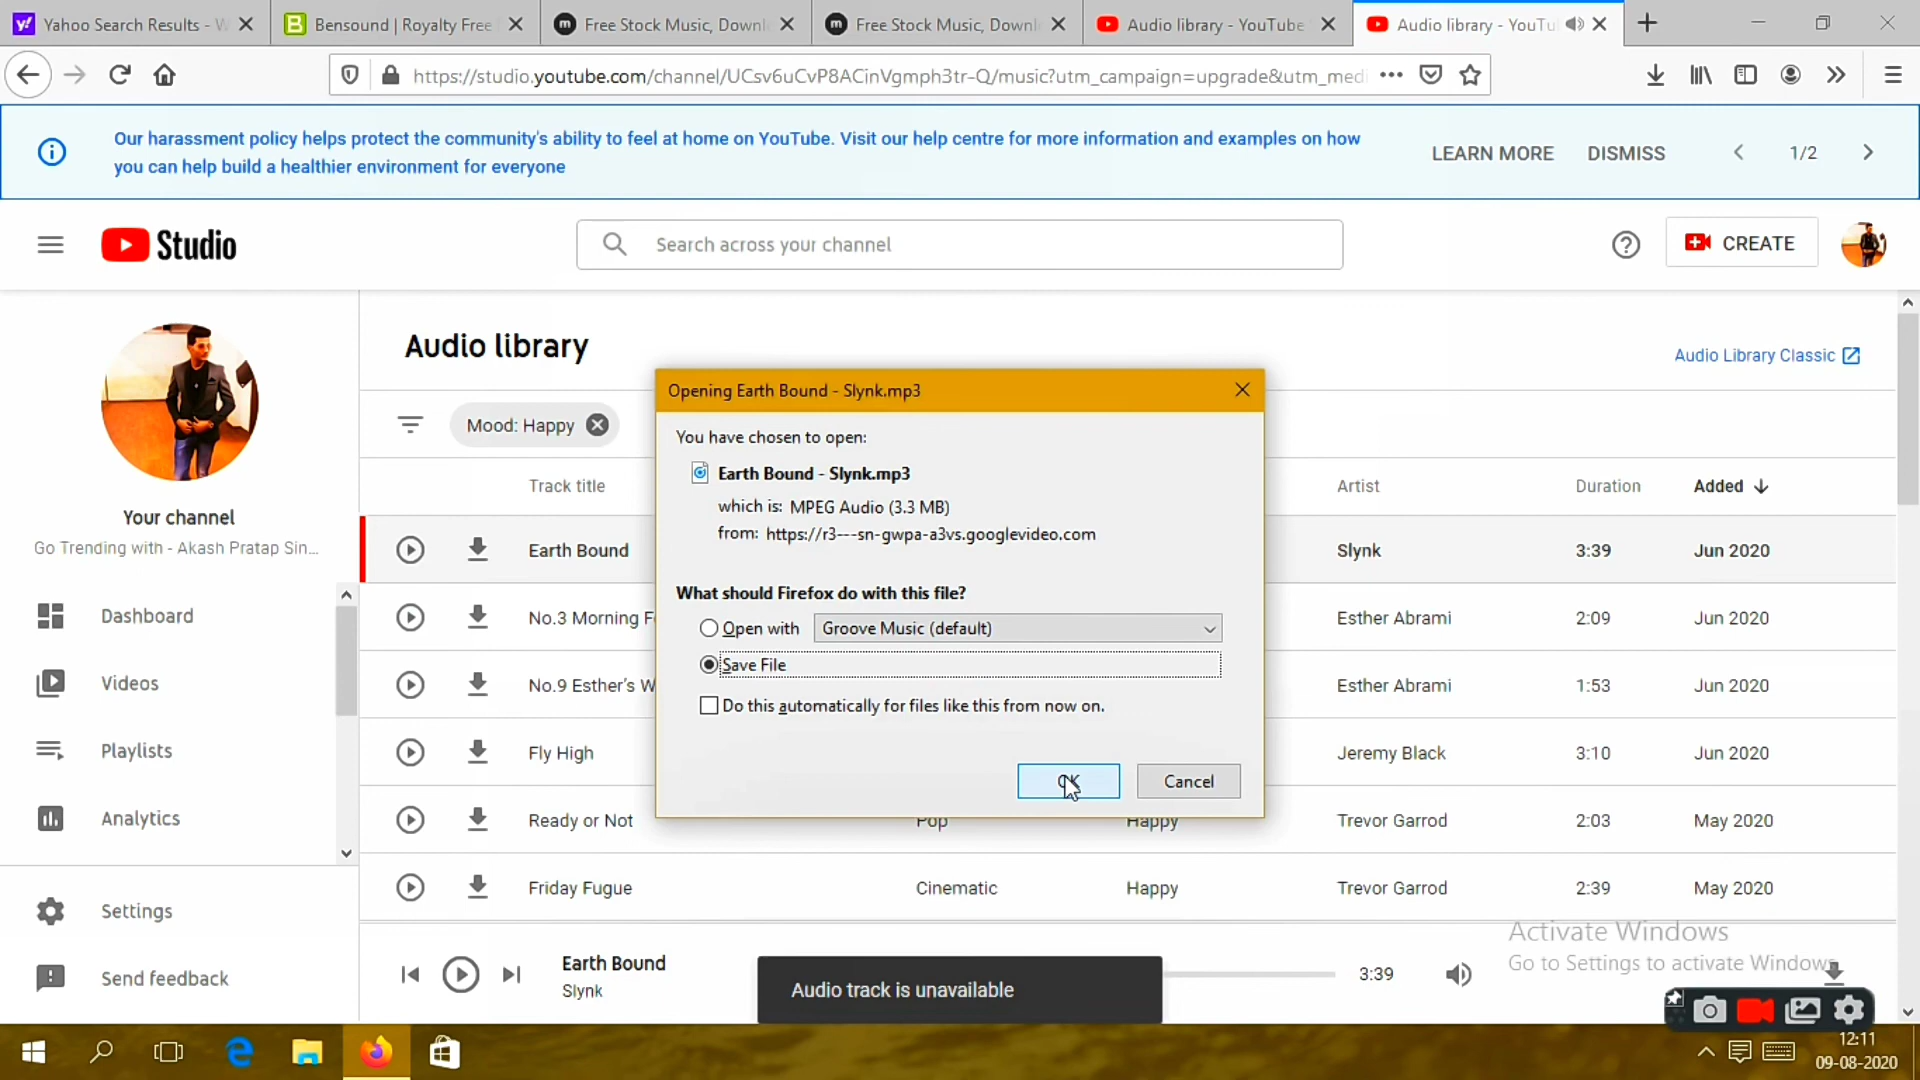 Yahoo Search Results - W
Bensound | Royalty Free
Free Stock Music, Downl
Free Stock Music, Downl
Audio library - YouTube
Audio library - YouTu
https://studio.youtube.com/channel/UCsv6uCvP8ACinVgmph3tr-Q/music?utm_campaign=upgrade&utm_medi
Our harassment policy helps protect the community's ability to feel at home on YouTube. Visit our help centre for more information and examples on how
you can help build a healthier environment for everyone
LEARN MORE
DISMISS
1/2
Studio
Search across your channel
CREATE
Audio library
Audio Library Classic
Mood: Happy
Your channel
Go Trending with - Akash Pratap Sin...
Dashboard
Videos
Playlists
Analytics
Settings
Send feedback
Track title
Artist
Duration
Added
Earth Bound
Slynk
3:39
Jun 2020
No.3 Morning F
Esther Abrami
2:09
Jun 2020
No.9 Esther's W
Esther Abrami
1:53
Jun 2020
Fly High
Jeremy Black
3:10
Jun 2020
Ready or Not
Pop
Happy
Trevor Garrod
2:03
May 2020
Friday Fugue
Cinematic
Happy
Trevor Garrod
2:39
May 2020
Opening Earth Bound - Slynk.mp3
You have chosen to open:
Earth Bound - Slynk.mp3
which is: MPEG Audio (3.3 MB)
from: https://r3---sn-gwpa-a3vs.googlevideo.com
What should Firefox do with this file?
Open with
Groove Music (default)
Save File
Do this automatically for files like this from now on.
OK
Cancel
Earth Bound
Slynk
Audio track is unavailable
3:39
Activate Windows
Go to Settings to activate Windows.
12:11
09-08-2020